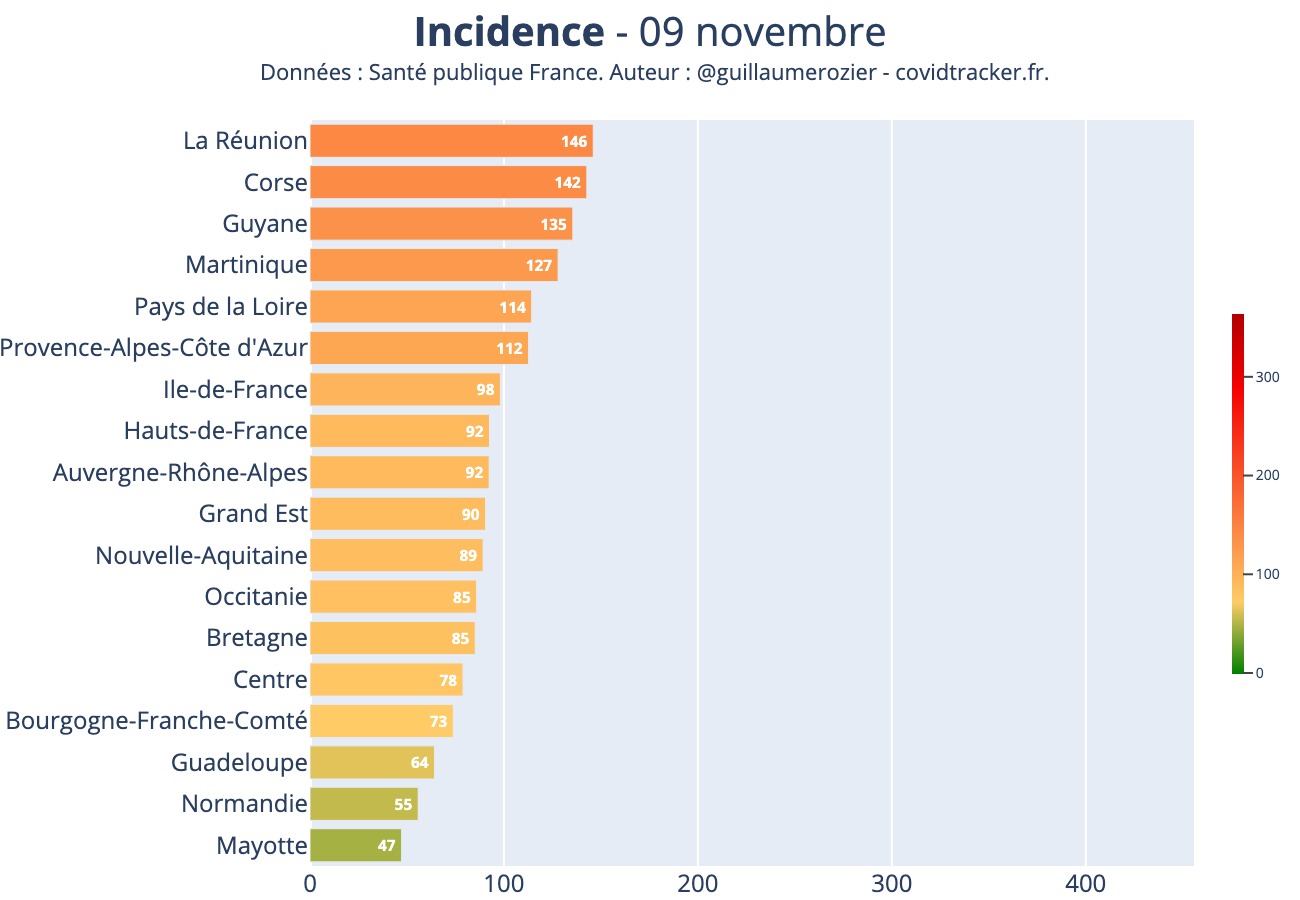 Incidence - 09 novembre
Données : Santé publique France. Auteur : @guillaumerozier - covidtracker.fr.
La Réunion 146
Corse 142
Guyane 135
Martinique 127
Pays de la Loire 114
Provence-Alpes-Côte d'Azur 112
Ile-de-France 98
Hauts-de-France 92
Auvergne-Rhône-Alpes 92
Grand Est 90
Nouvelle-Aquitaine 89
Occitanie 85
Bretagne 85
Centre 78
Bourgogne-Franche-Comté 73
Guadeloupe 64
Normandie 55
Mayotte 47
0 100 200 300 400
300
200
100
0